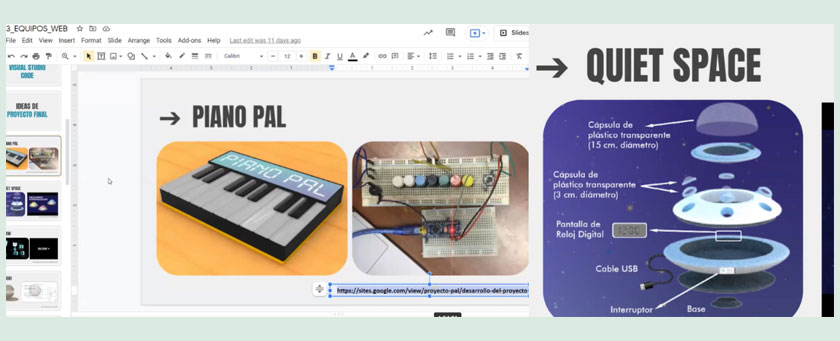 3_EQUIPOS_WEB
File Edit View Insert Format Slide Arrange Tools Add-ons Help Last edit was 11 days ago
Slides
Calibri
12
B I U A
VISUAL STUDIO
CODE
IDEAS DE
PROYECTO FINAL
→ PIANO PAL
PIANO PAL
https://sites.google.com/view/proyecto-pal/desarrollo-del-proyecto
→ QUIET SPACE
Cápsula de
plástico transparente
(15 cm. diámetro)
Cápsula de
plástico transparente
(3 cm. diámetro)
Pantalla de
Reloj Digital
12:00
Cable USB
Interruptor
Base